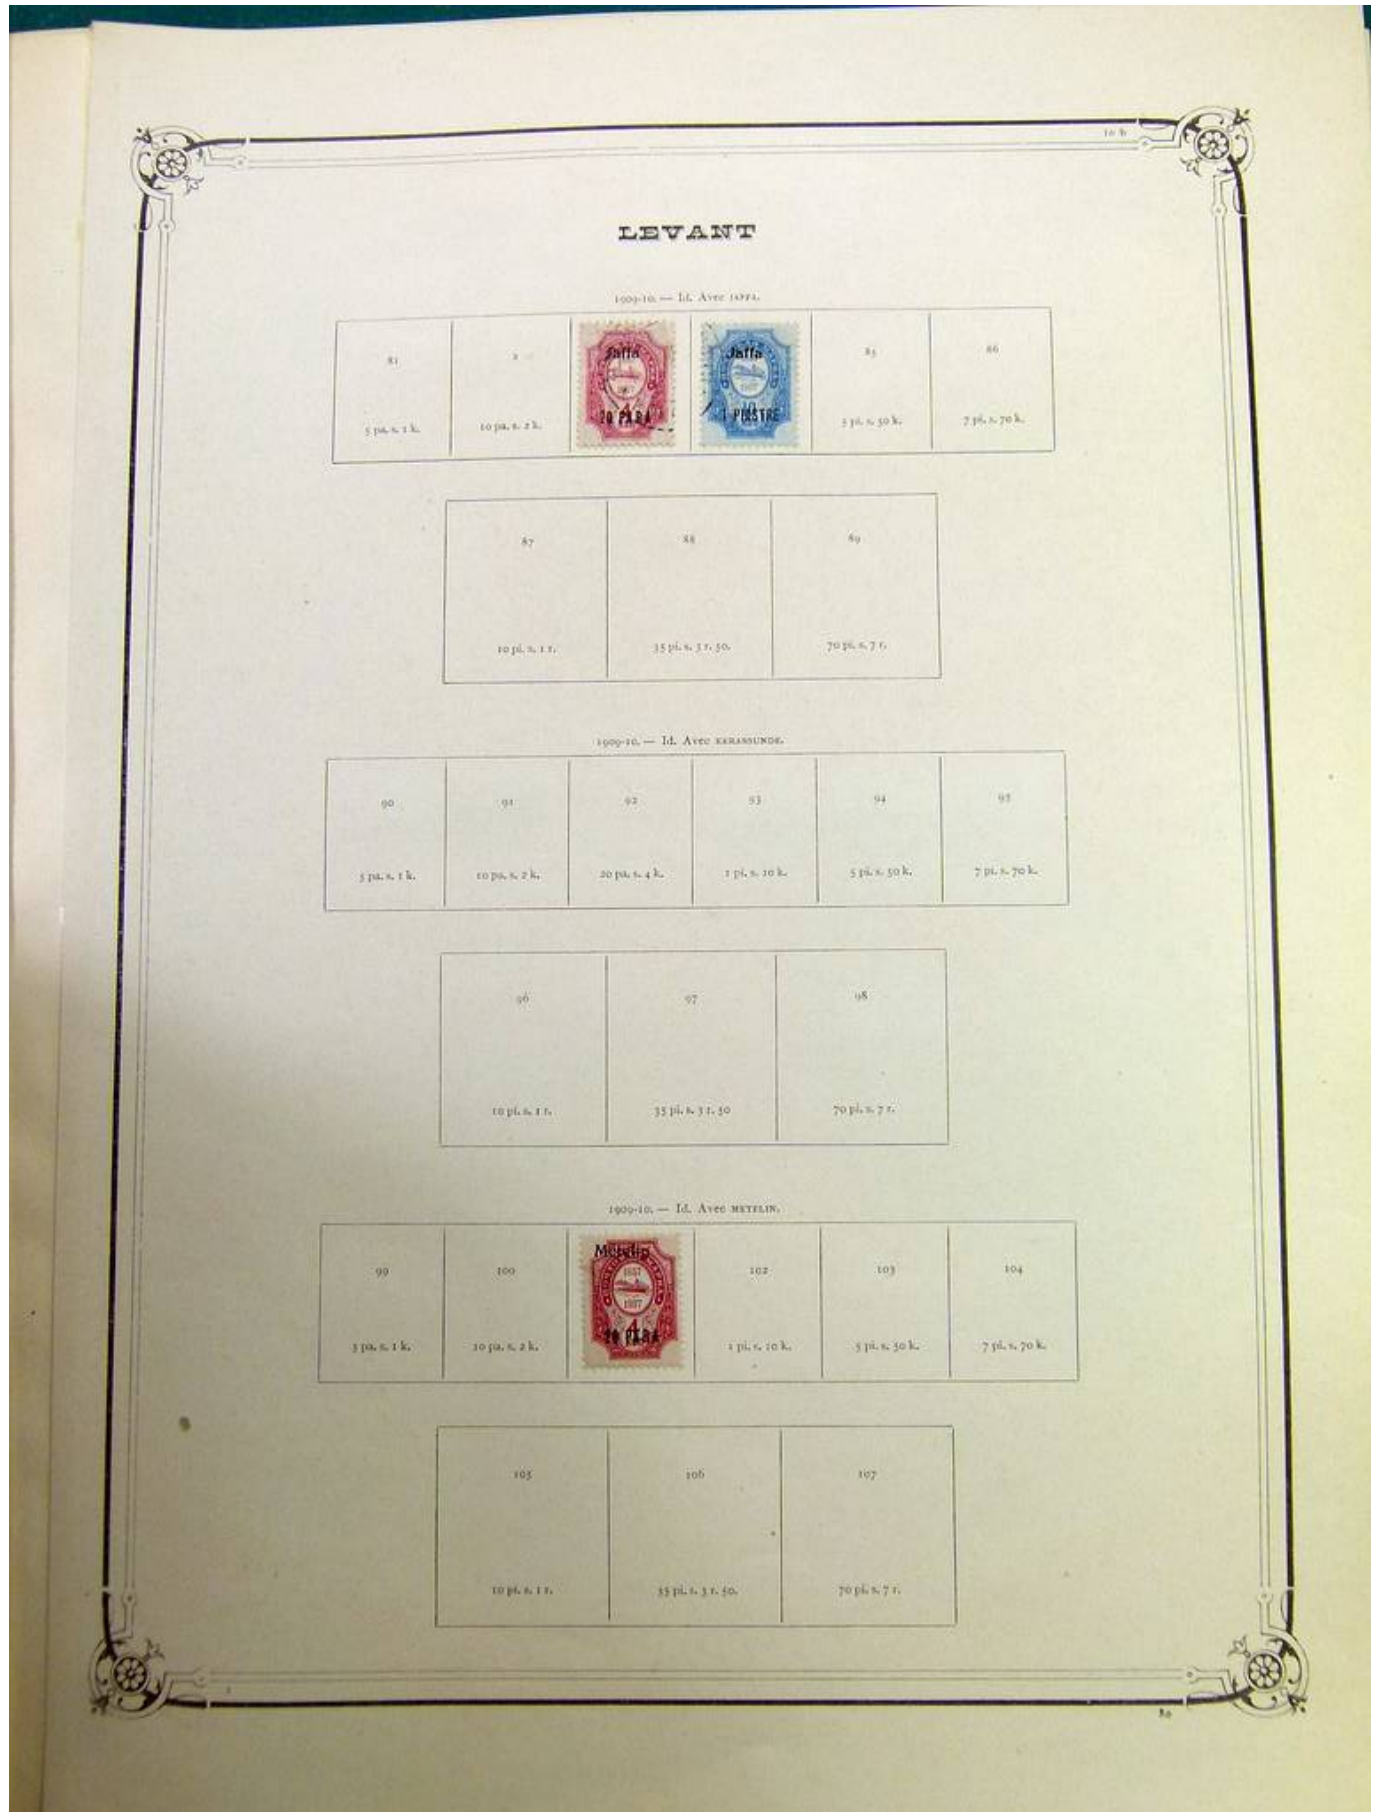 10 b
LEVANT
1909-10. — Id. Avec JAFFA.
81 2 Jaffa Jaffa 85 86
5 pa. s. 1 k. 10 pa. s. 2 k. 20 PARA 1 PIASTRE 5 pi. s. 50 k. 7 pi. s. 70 k.
87 88 89
10 pi. s. 1 r. 35 pi. s. 3 r. 50. 70 pi. s. 7 r.
1909-10. — Id. Avec KERASSUNDE.
90 91 92 93 94 95
5 pa. s. 1 k. 10 pa. s. 2 k. 20 pa. s. 4 k. 1 pi. s. 10 k. 5 pi. s. 50 k. 7 pi. s. 70 k.
96 97 98
10 pi. s. 1 r. 35 pi. s. 3 r. 50 70 pi. s. 7 r.
1909-10. — Id. Avec METELIN.
Metelin
99 100 1857 102 103 104
1907
4
5 pa. s. 1 k. 10 pa. s. 2 k. 20 PARA 1 pi. s. 10 k. 5 pi. s. 50 k. 7 pi. s. 70 k.
105 106 107
10 pi. s. 1 r. 35 pi. s. 3 r. 50. 70 pi. s. 7 r.